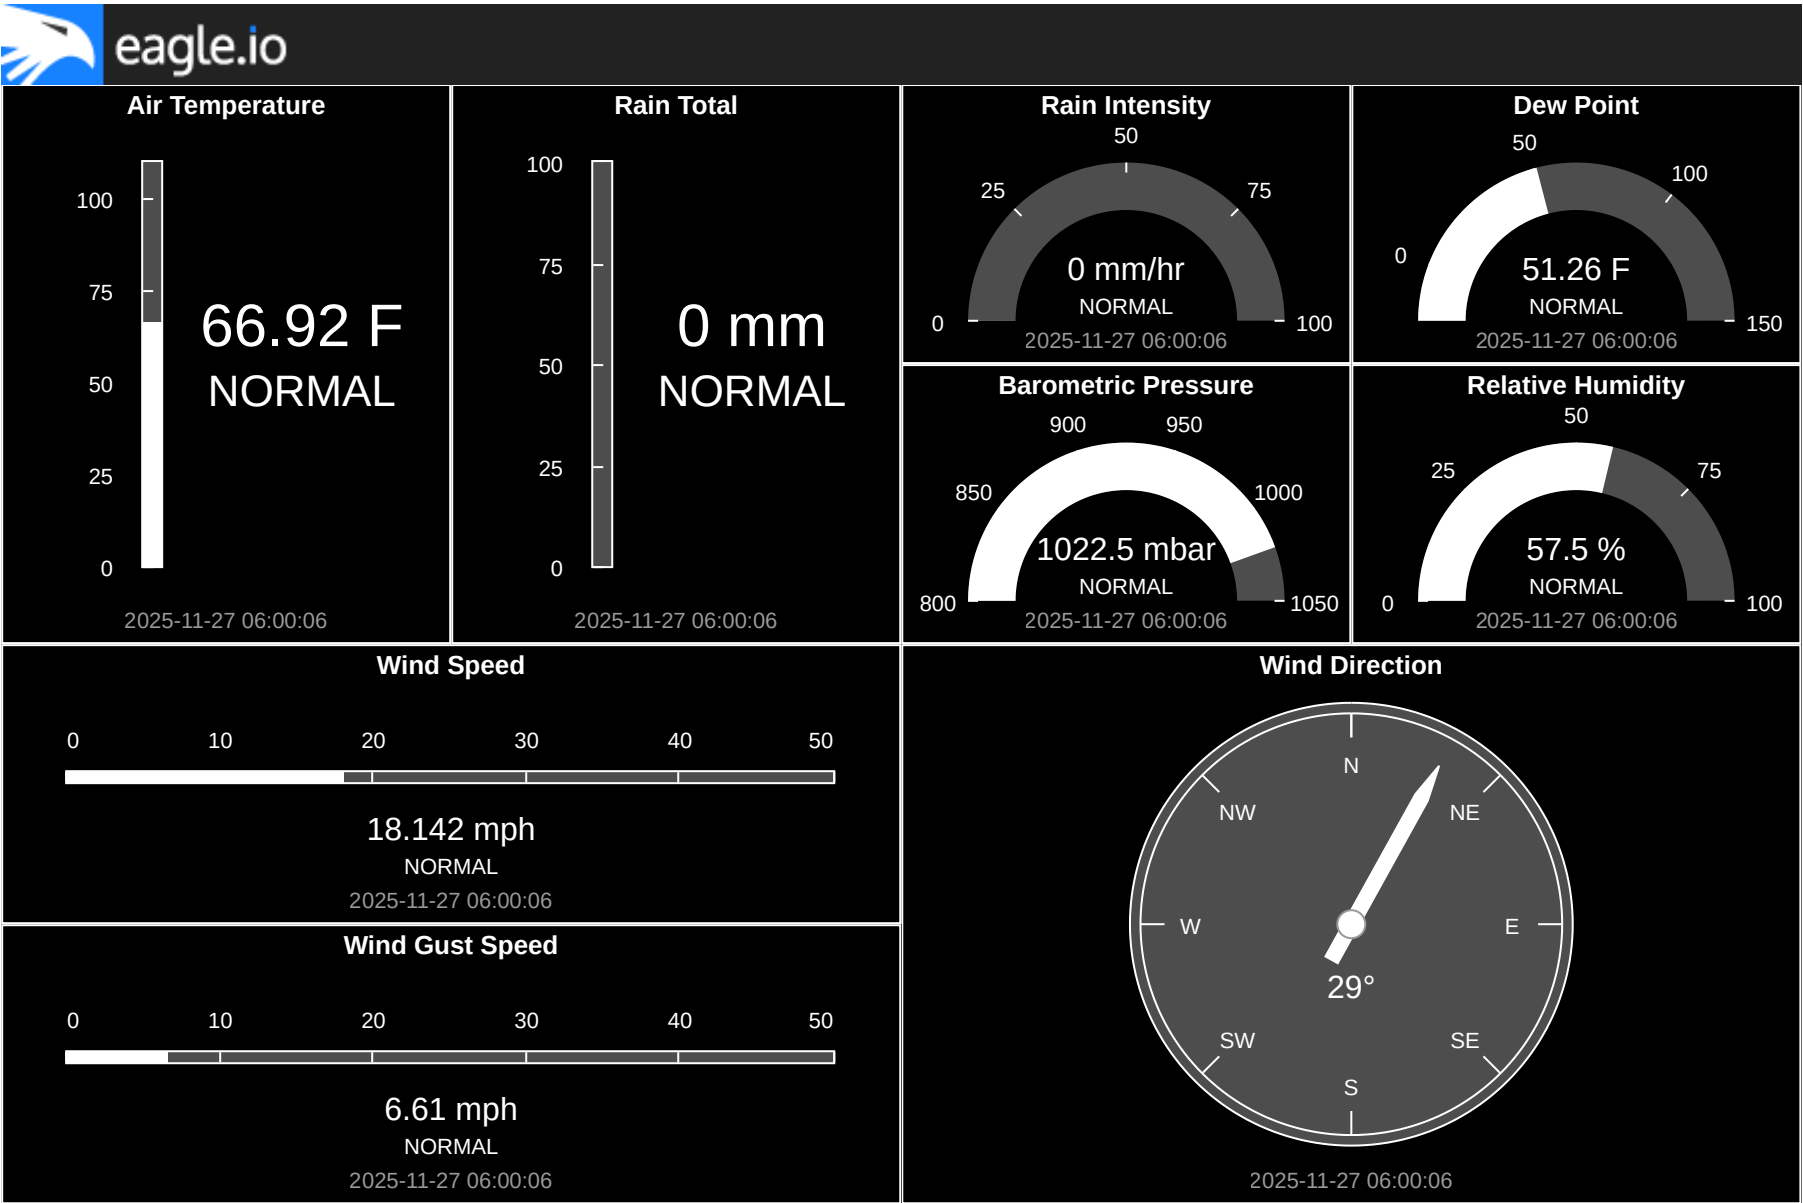 eagle.io
Air Temperature
100
75
50
25
0
66.92 F
NORMAL
2025-11-27 06:00:06
Rain Total
100
75
50
25
0
0 mm
NORMAL
2025-11-27 06:00:06
Rain Intensity
0
25
50
75
100
0 mm/hr
NORMAL
2025-11-27 06:00:06
Dew Point
0
50
100
150
51.26 F
NORMAL
2025-11-27 06:00:06
Barometric Pressure
800
850
900
950
1000
1050
1022.5 mbar
NORMAL
2025-11-27 06:00:06
Relative Humidity
0
25
50
75
100
57.5 %
NORMAL
2025-11-27 06:00:06
Wind Speed
0 10 20 30 40 50
18.142 mph
NORMAL
2025-11-27 06:00:06
Wind Gust Speed
0 10 20 30 40 50
6.61 mph
NORMAL
2025-11-27 06:00:06
Wind Direction
N
NW NE
W E
29°
SW SE
S
2025-11-27 06:00:06